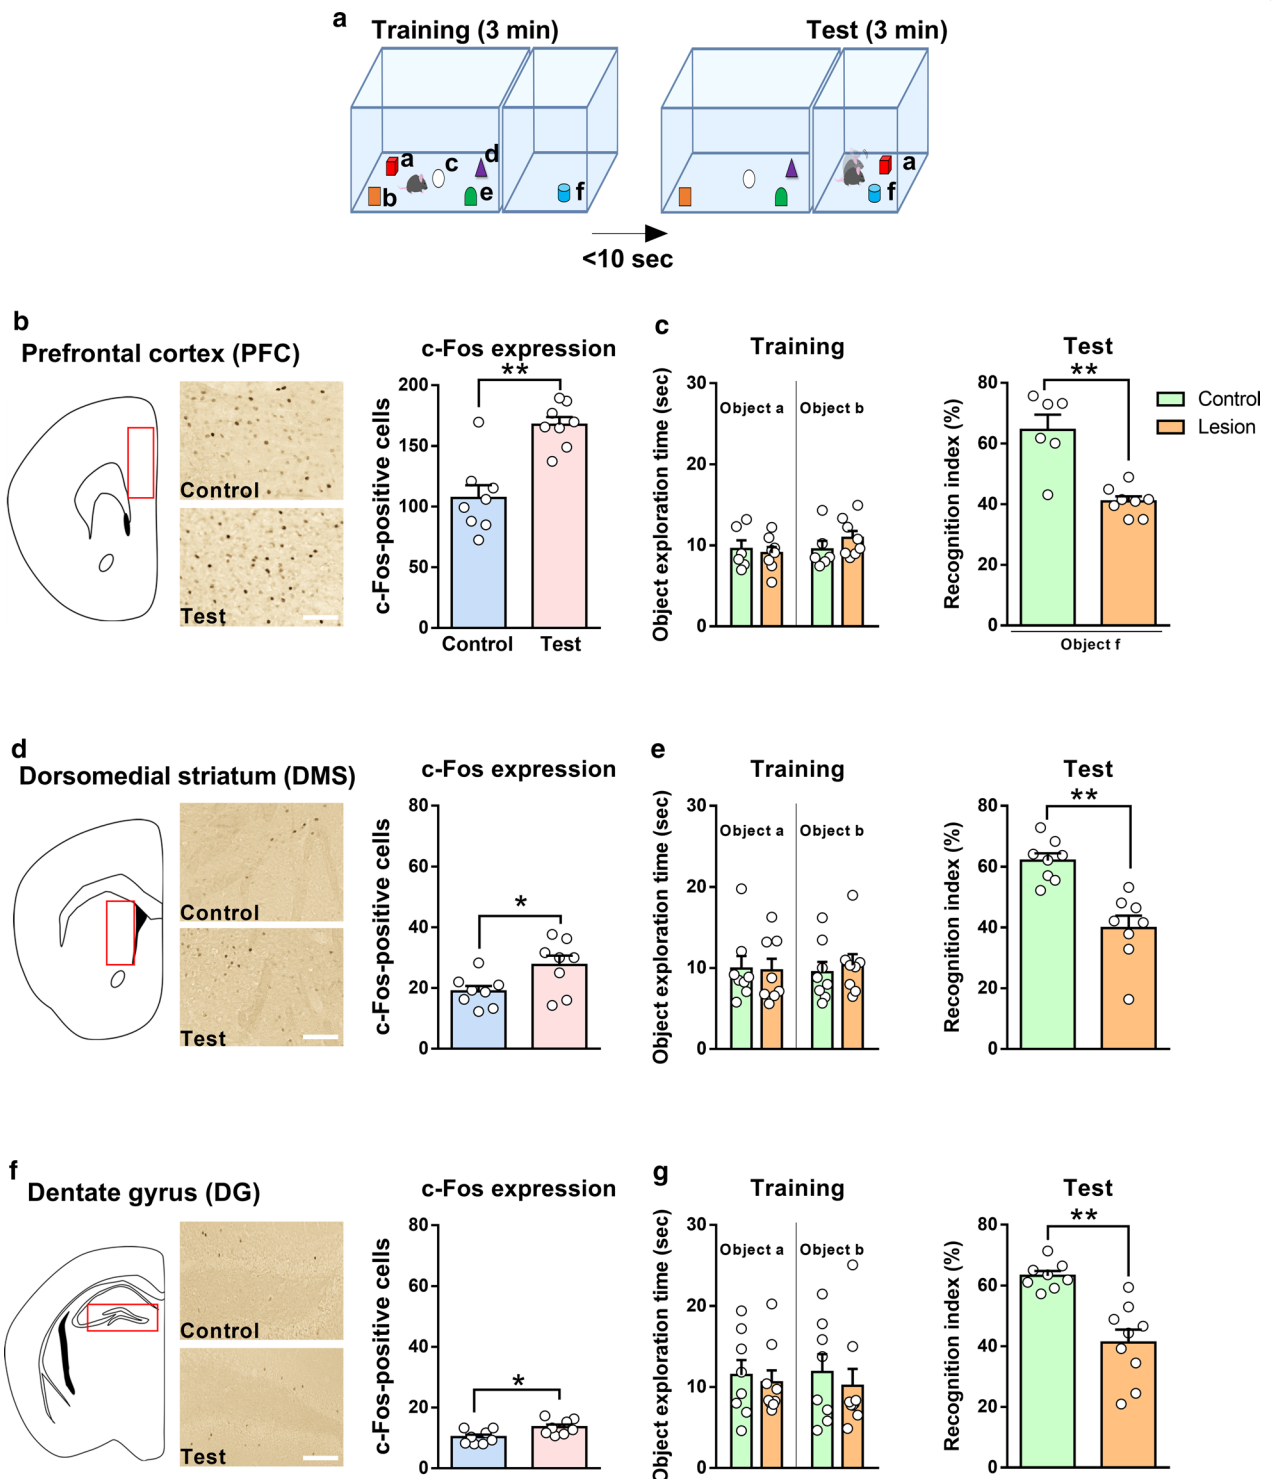 a
Training (3 min)
Test (3 min)
a
c
d
b
e
f
a
f
<10 sec
b
Prefrontal cortex (PFC)
Control
Test
c-Fos expression
**
c-Fos-positive cells
200
150
100
50
0
Control
Test
c
Training
Object exploration time (sec)
30
20
10
0
Object a
Object b
Test
**
Recognition index (%)
80
60
40
20
0
Object f
Control
Lesion
d
Dorsomedial striatum (DMS)
Control
Test
c-Fos expression
*
c-Fos-positive cells
80
60
40
20
0
e
Training
Object exploration time (sec)
30
20
10
0
Object a
Object b
Test
**
Recognition index (%)
80
60
40
20
0
f
Dentate gyrus (DG)
Control
Test
c-Fos expression
*
c-Fos-positive cells
80
60
40
20
0
g
Training
Object exploration time (sec)
30
20
10
0
Object a
Object b
Test
**
Recognition index (%)
80
60
40
20
0